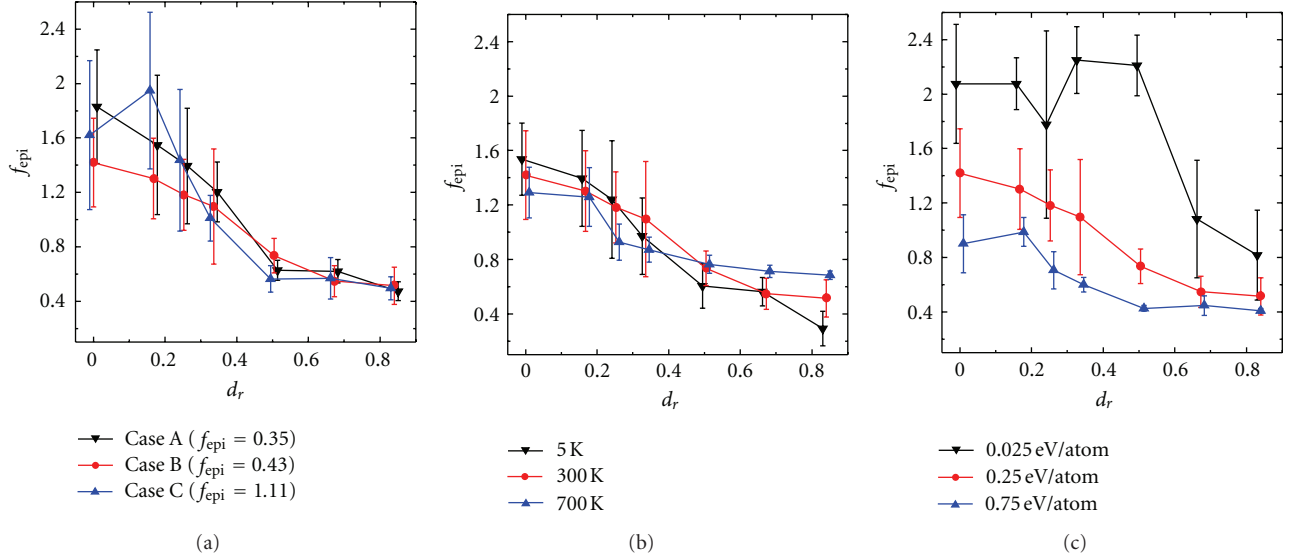 2.4
2
1.6
1.2
0.8
0.4
f_epi
0 0.2 0.4 0.6 0.8
d_r
Case A (f_epi = 0.35)
Case B (f_epi = 0.43)
Case C (f_epi = 1.11)
(a)
2.4
2
1.6
1.2
0.8
0.4
f_epi
0 0.2 0.4 0.6 0.8
d_r
5 K
300 K
700 K
(b)
2.4
2
1.6
1.2
0.8
0.4
f_epi
0 0.2 0.4 0.6 0.8
d_r
0.025 eV/atom
0.25 eV/atom
0.75 eV/atom
(c)